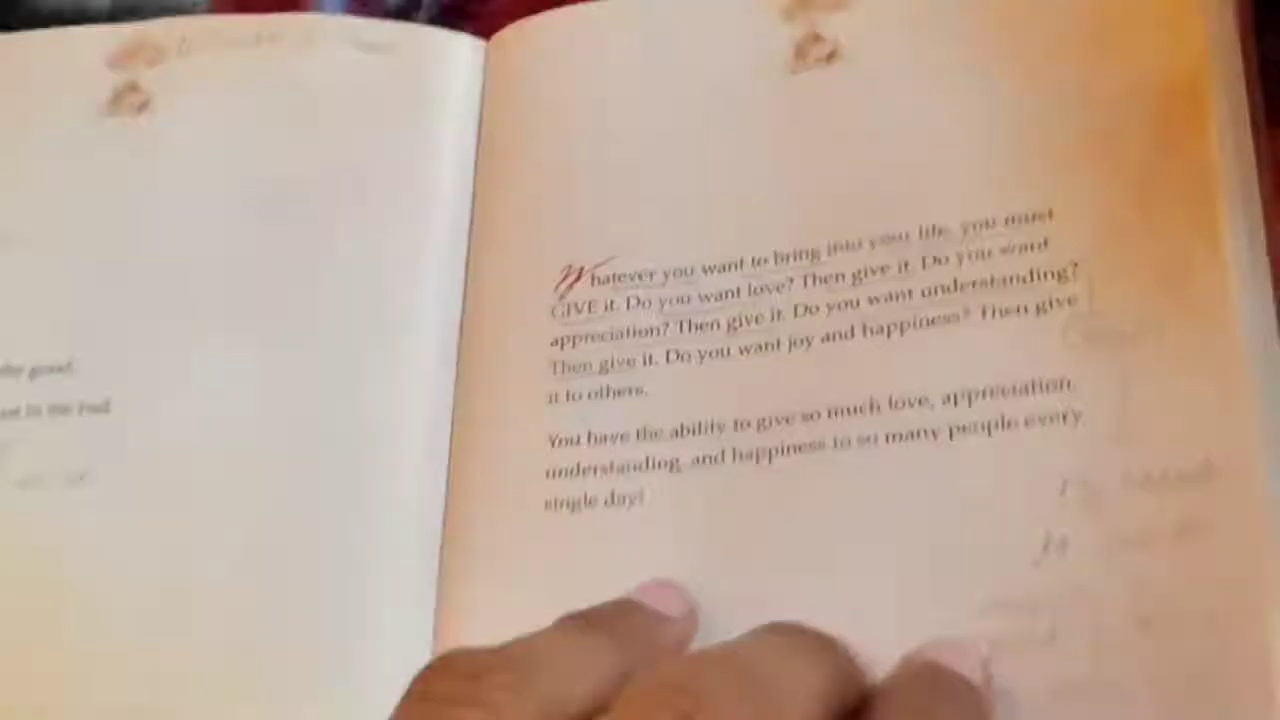 the good
Whatever you want to bring into your life, you must
GIVE it. Do you want love? Then give it. Do you want
appreciation? Then give it. Do you want understanding?
Then give it. Do you want joy and happiness? Then give
it to others.
You have the ability to give so much love, appreciation,
understanding, and happiness to so many people every
single day!